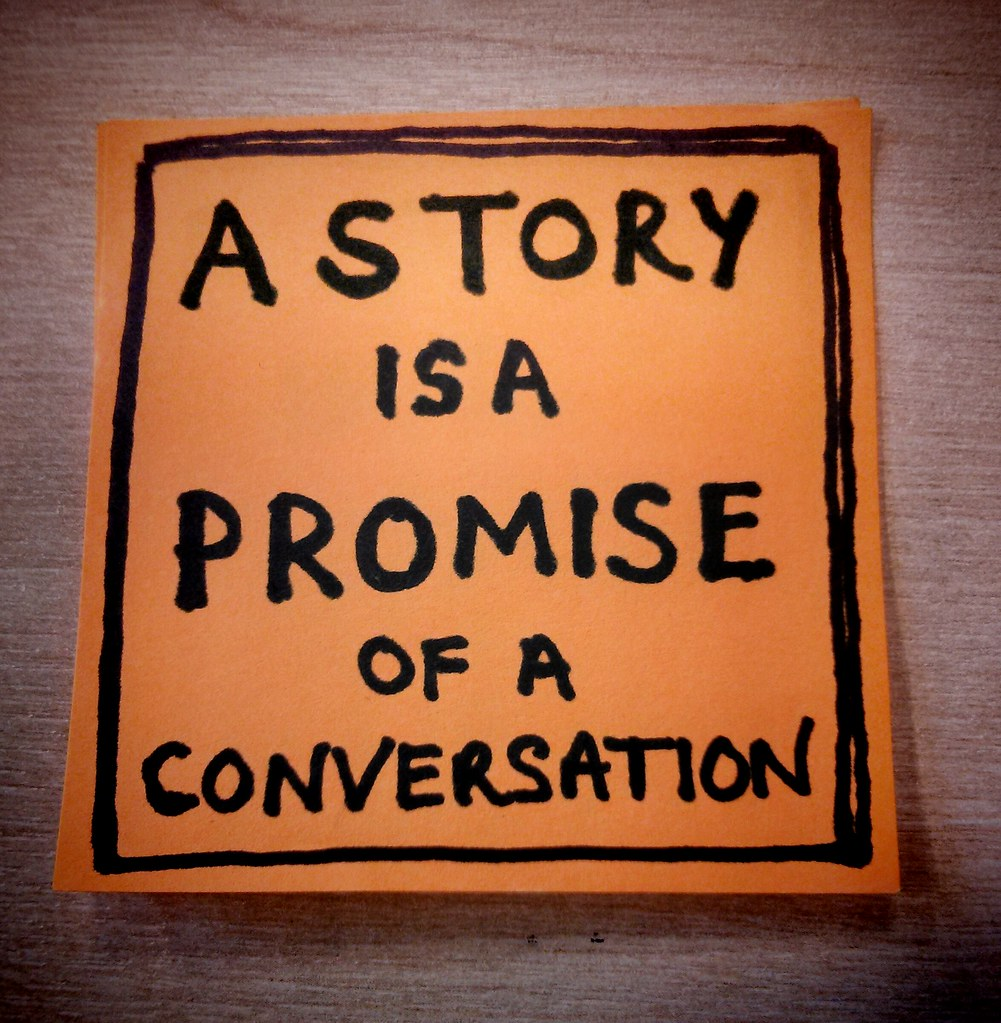 A STORY
IS A
PROMISE
OF A
CONVERSATION